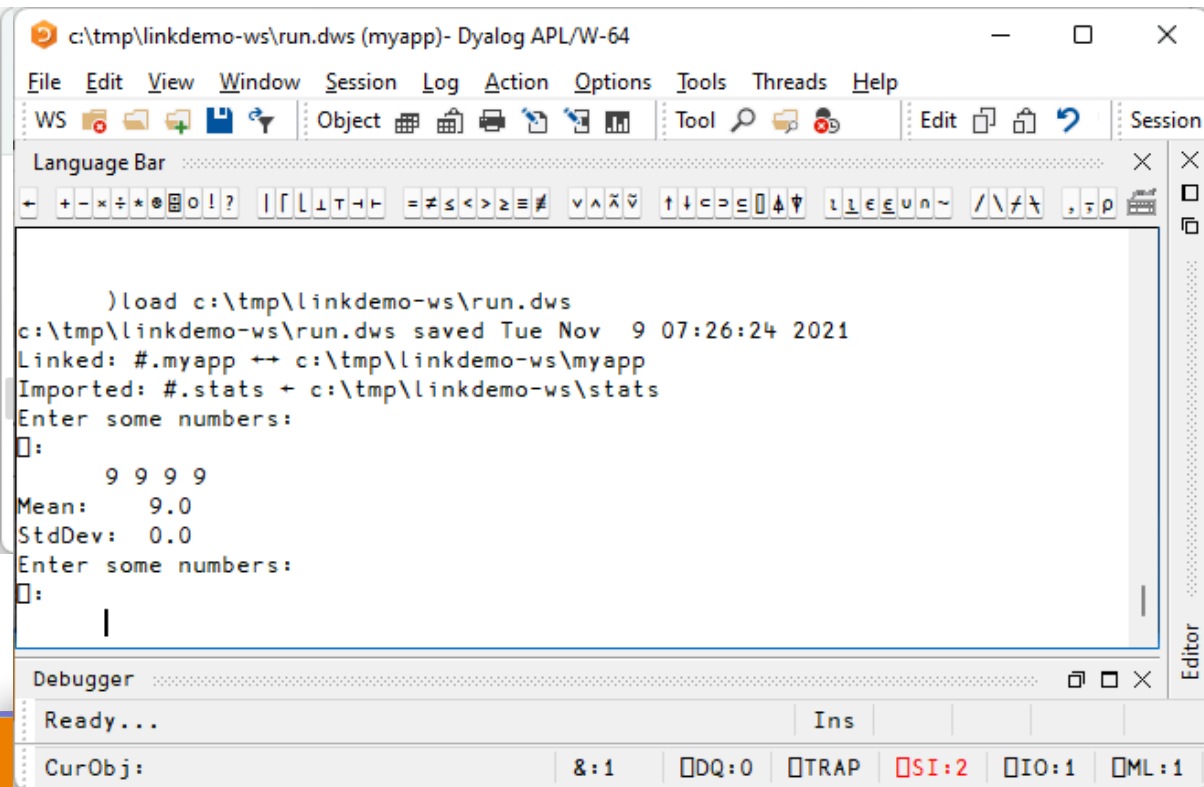 c:\tmp\linkdemo-ws\run.dws (myapp)- Dyalog APL/W-64
File Edit View Window Session Log Action Options Tools Threads Help
WS Object Tool Edit Session
Language Bar
← + - × ÷ * ⍟ ⌹ ○ ! ? | ⌈ ⌊ ⊥ ⊤ ⊣ ⊢ = ≠ ≤ < > ≥ ≡ ≢ ∨ ∧ ⍲ ⍱ ↑ ↓ ⊂ ⊃ ⊆ ⌷ ⍋ ⍒ ⍳ ⍸ ∊ ⍷ ∪ ∩ ~ / \ ⌿ ⍀ , ⍪ ⍴
)load c:\tmp\linkdemo-ws\run.dws
c:\tmp\linkdemo-ws\run.dws saved Tue Nov  9 07:26:24 2021
Linked: #.myapp ←→ c:\tmp\linkdemo-ws\myapp
Imported: #.stats ← c:\tmp\linkdemo-ws\stats
Enter some numbers:
⎕:
9 9 9 9
Mean:    9.0
StdDev:  0.0
Enter some numbers:
⎕:
Editor
Debugger
Ready... Ins
CurObj: &:1 ⎕DQ:0 ⎕TRAP ⎕SI:2 ⎕IO:1 ⎕ML:1